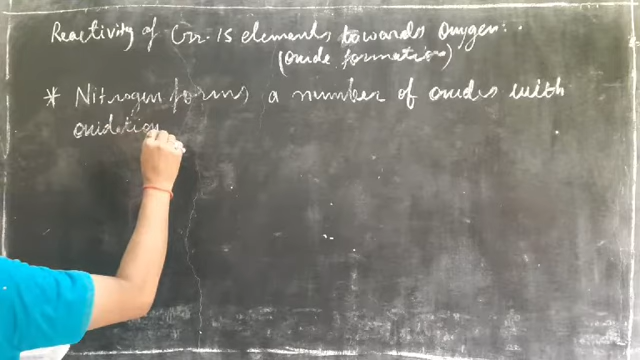 Reactivity of Gr-15 elements towards Oxygen:
(oxide formation)
* Nitrogen forms a number of oxides with
oxidation